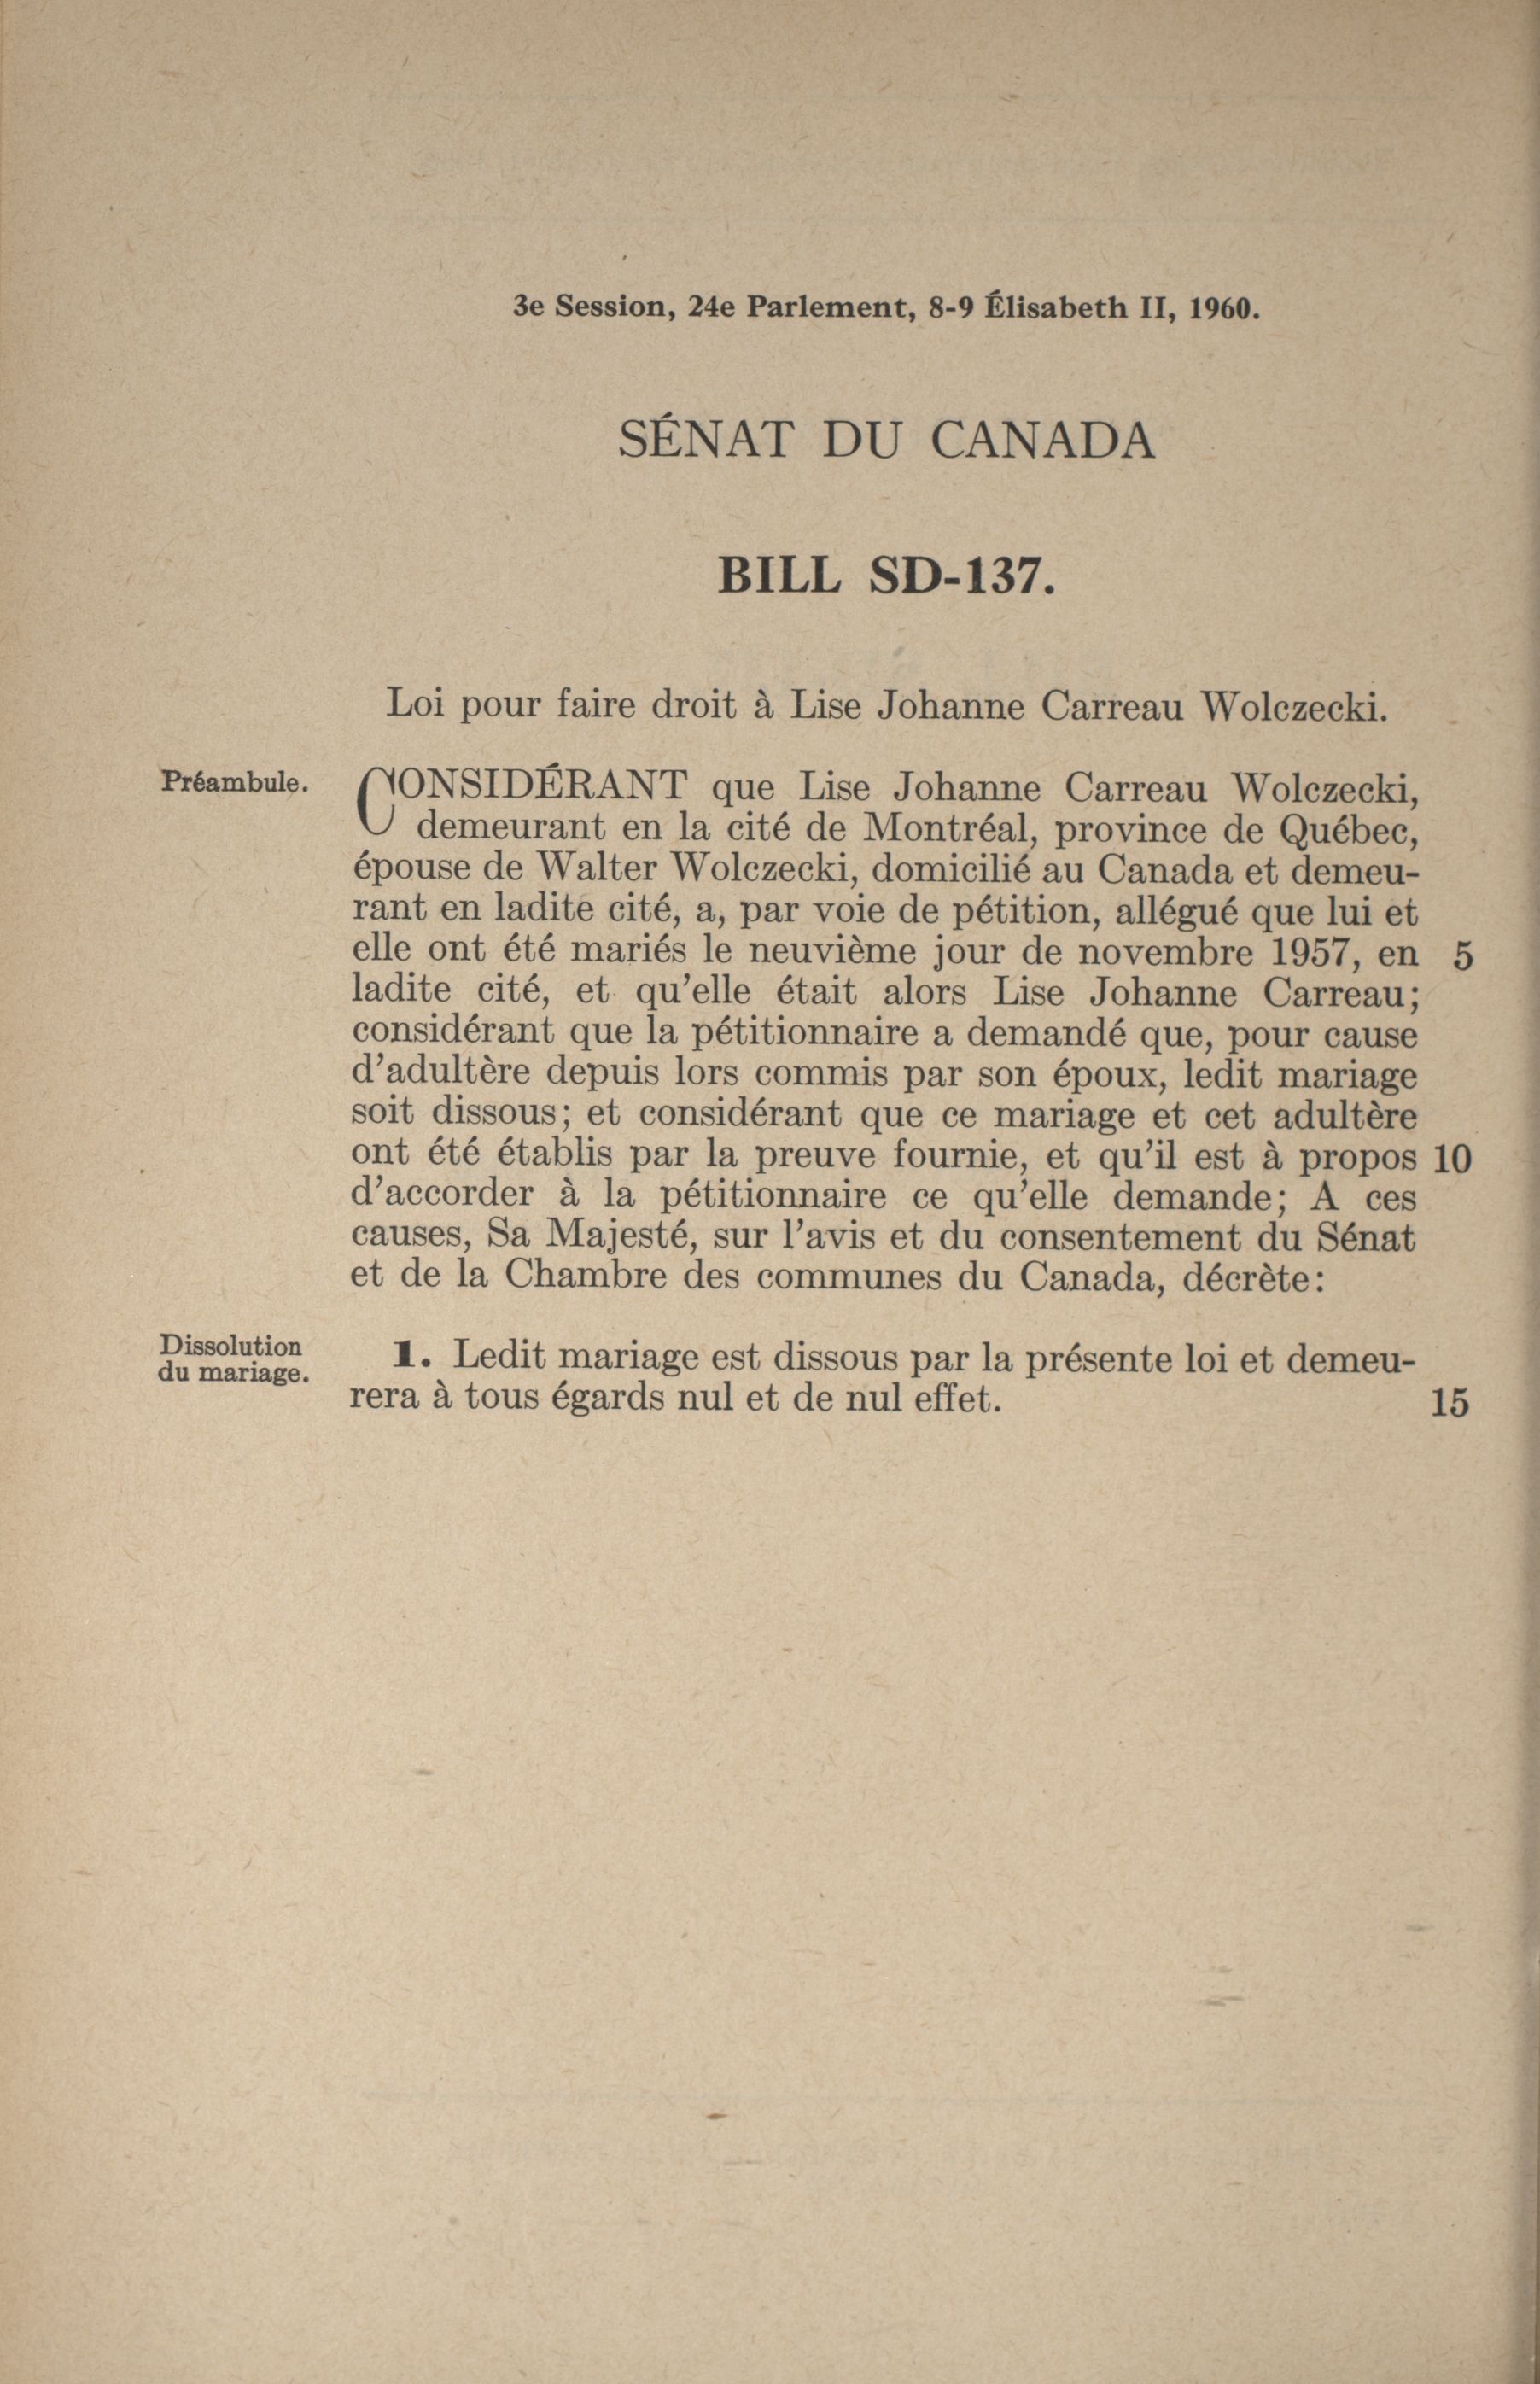 3e Session, 24e Parlement, 8-9 Élisabeth II, 1960.
SÉNAT DU CANADA
BILL SD-137.
Loi pour faire droit à Lise Johanne Carreau Wolczecki.
Préambule.
CONSIDÉRANT que Lise Johanne Carreau Wolczecki,
demeurant en la cité de Montréal, province de Québec,
épouse de Walter Wolczecki, domicilié au Canada et demeu-
rant en ladite cité, a, par voie de pétition, allégué que lui et
elle ont été mariés le neuvième jour de novembre 1957, en 5
ladite cité, et qu'elle était alors Lise Johanne Carreau;
considérant que la pétitionnaire a demandé que, pour cause
d'adultère depuis lors commis par son époux, ledit mariage
soit dissous; et considérant que ce mariage et cet adultère
ont été établis par la preuve fournie, et qu'il est à propos 10
d'accorder à la pétitionnaire ce qu'elle demande; A ces
causes, Sa Majesté, sur l'avis et du consentement du Sénat
et de la Chambre des communes du Canada, décrète:
Dissolution
du mariage.
1. Ledit mariage est dissous par la présente loi et demeu-
rera à tous égards nul et de nul effet. 15